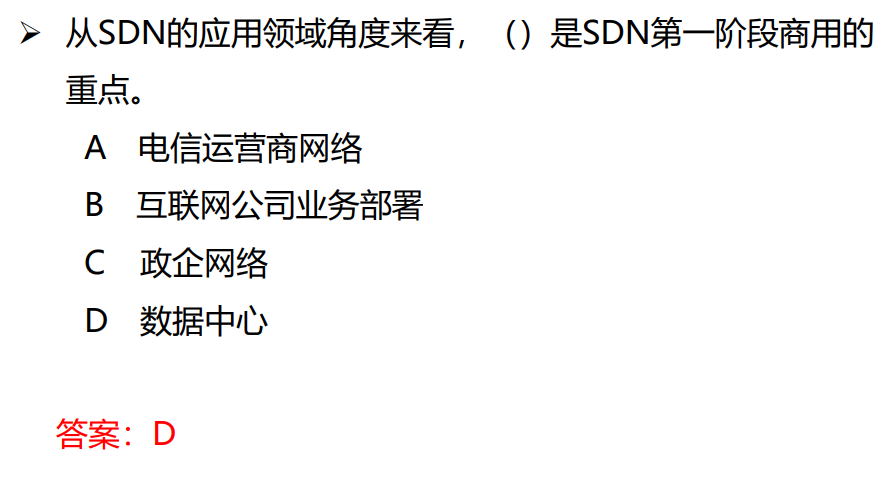 ➢ 从SDN的应用领域角度来看，（）是SDN第一阶段商用的
重点。
A 电信运营商网络
B 互联网公司业务部署
C 政企网络
D 数据中心
答案：D